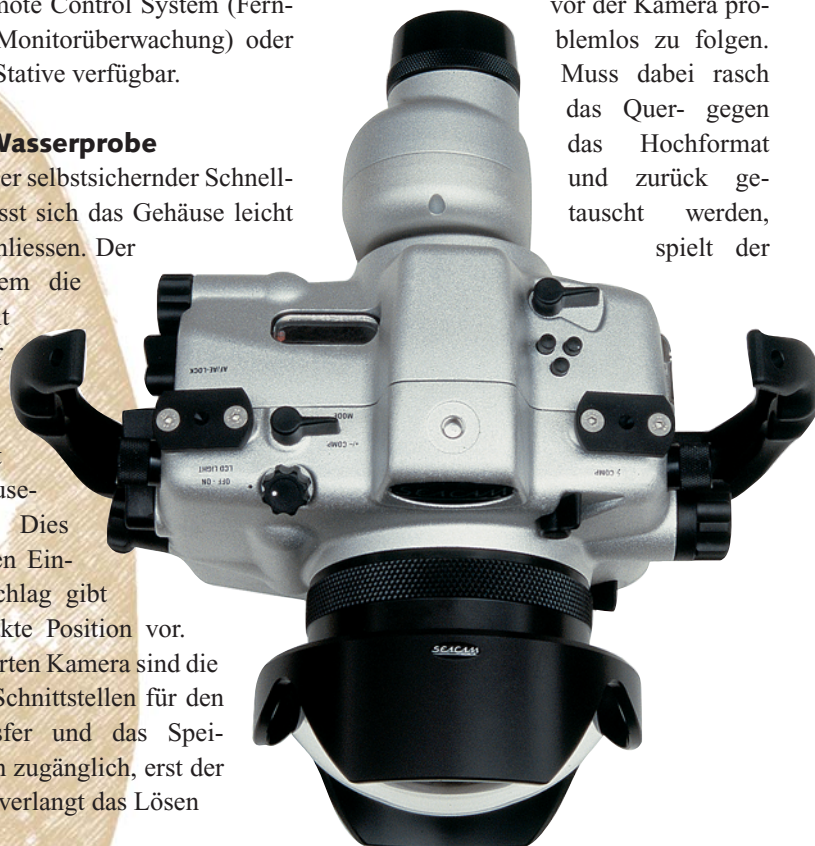 mote Control System (Fern-
Monitorüberwachung) oder
Stative verfügbar.
Wasserprobe
er selbstsichernder Schnell-
sst sich das Gehäuse leicht
hliessen. Der
em die
t
r
t
use-
Dies
en Ein-
chlag gibt
kte Position vor.
rten Kamera sind die
Schnittstellen für den
sfer und das Spei-
n zugänglich, erst der
verlangt das Lösen
vor der Kamera pro-
blemlos zu folgen.
Muss dabei rasch
das Quer- gegen
das Hochformat
und zurück ge-
tauscht werden,
spielt der
AF/AE-LOCK
MODE
+/- COMP
LCD LIGHT
OFF - ON
COMP
SEACAM